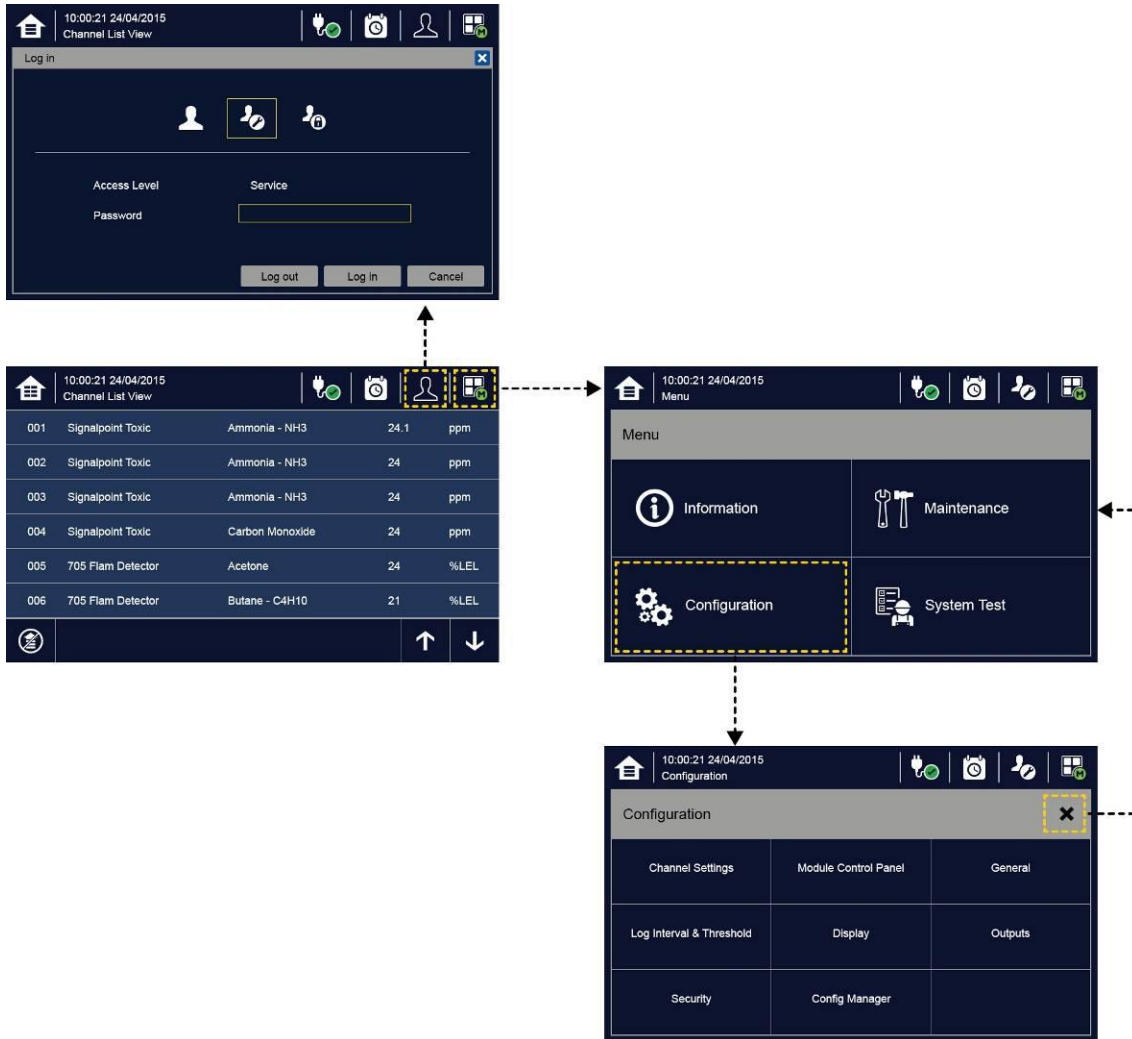 10:00:21 24/04/2015
Channel List View
Log in
Access Level Service
Password
Log out Log in Cancel
10:00:21 24/04/2015
Channel List View
001 Signalpoint Toxic Ammonia - NH3 24.1 ppm
002 Signalpoint Toxic Ammonia - NH3 24 ppm
003 Signalpoint Toxic Ammonia - NH3 24 ppm
004 Signalpoint Toxic Carbon Monoxide 24 ppm
005 705 Flam Detector Acetone 24 %LEL
006 705 Flam Detector Butane - C4H10 21 %LEL
10:00:21 24/04/2015
Menu
Menu
Information Maintenance
Configuration System Test
10:00:21 24/04/2015
Configuration
Configuration
Channel Settings Module Control Panel General
Log Interval & Threshold Display Outputs
Security Config Manager